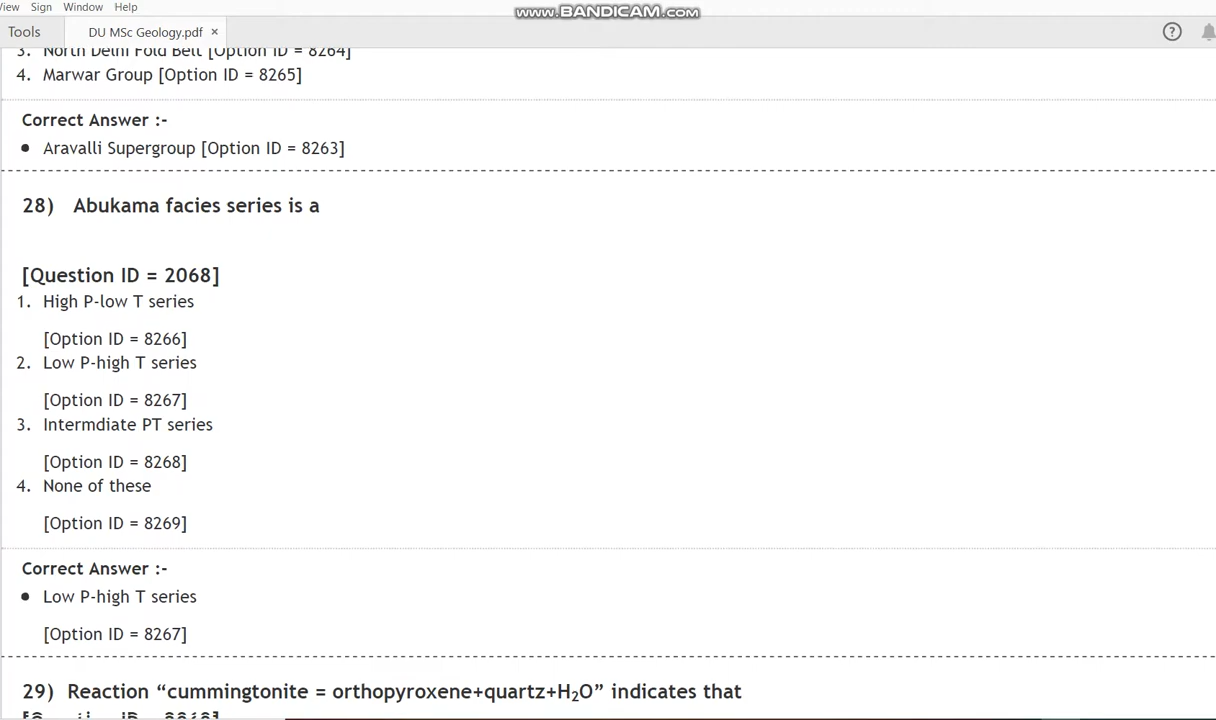 View Sign Window Help
www.BANDICAM.com
Tools DU MSc Geology.pdf ×
3. North Delhi Fold Belt [Option ID = 8264]
4. Marwar Group [Option ID = 8265]
Correct Answer :-
• Aravalli Supergroup [Option ID = 8263]
28) Abukama facies series is a
[Question ID = 2068]
1. High P-low T series
[Option ID = 8266]
2. Low P-high T series
[Option ID = 8267]
3. Intermdiate PT series
[Option ID = 8268]
4. None of these
[Option ID = 8269]
Correct Answer :-
• Low P-high T series
[Option ID = 8267]
29) Reaction “cummingtonite = orthopyroxene+quartz+H₂O” indicates that